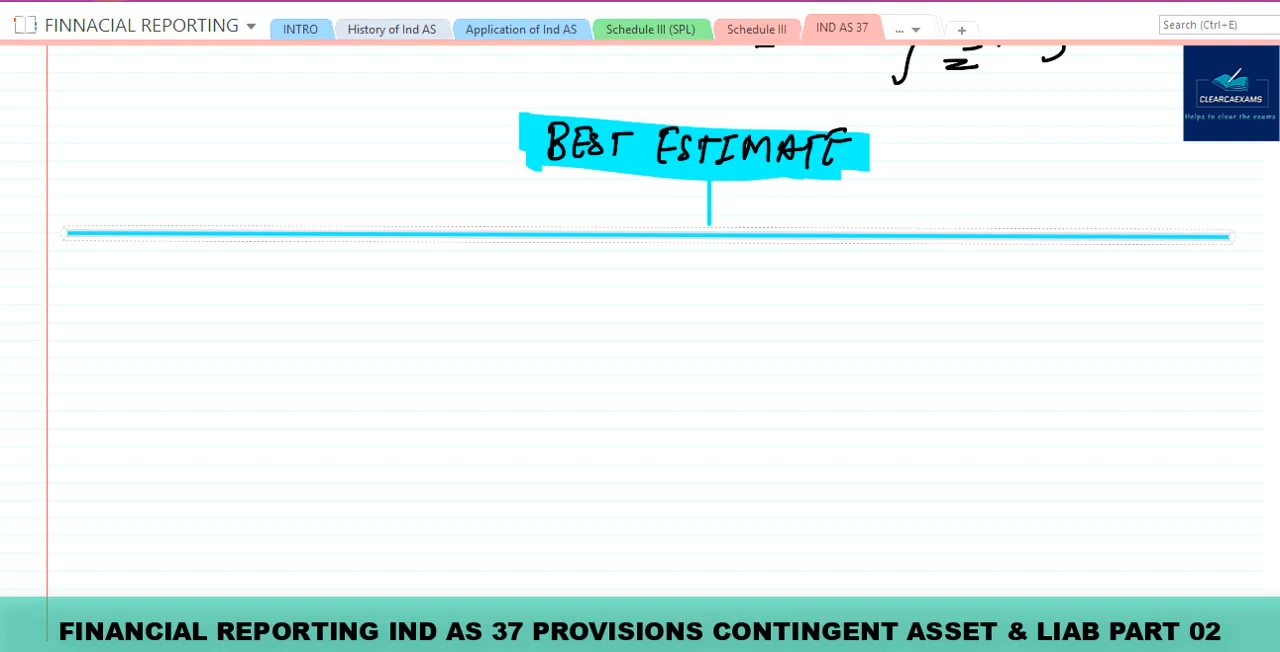 FINNACIAL REPORTING
INTRO
History of Ind AS
Application of Ind AS
Schedule III (SPL)
Schedule III
IND AS 37
...
+
Search (Ctrl+E)
CLEARCAEXAMS
Helps to clear the exams
BEST ESTIMATE
FINANCIAL REPORTING IND AS 37 PROVISIONS CONTINGENT ASSET & LIAB PART 02